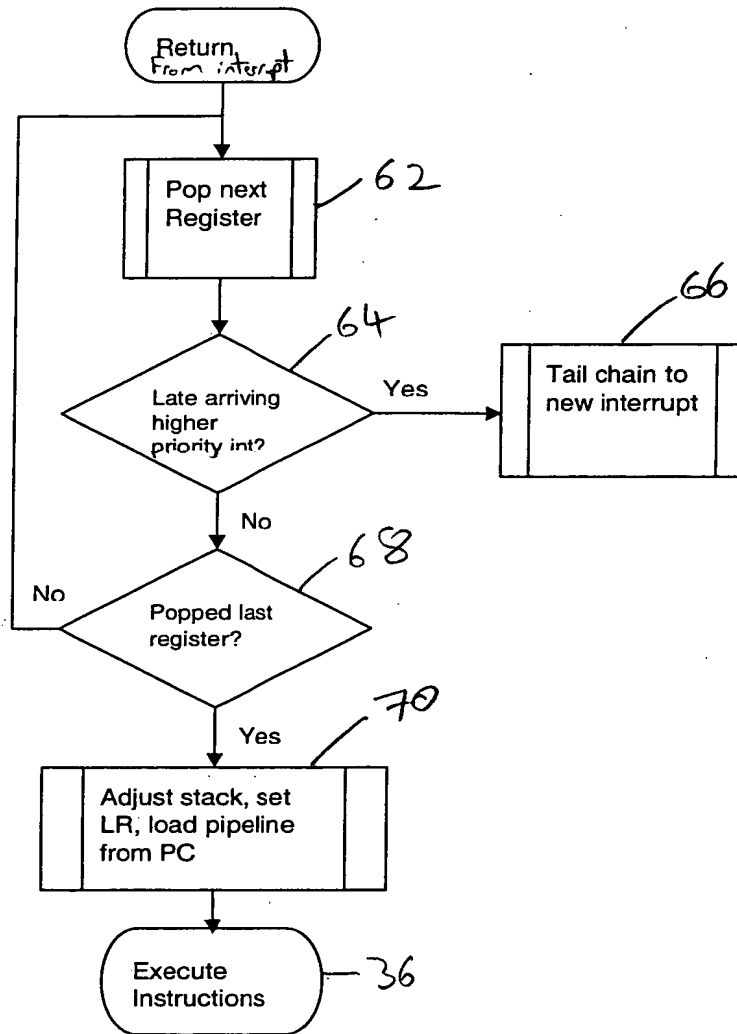 Return
From interrupt
Pop next
Register
62
64
Late arriving
higher
priority int?
Yes
66
Tail chain to
new interrupt
No
68
No
Popped last
register?
70
Yes
Adjust stack, set
LR, load pipeline
from PC
Execute
Instructions
36